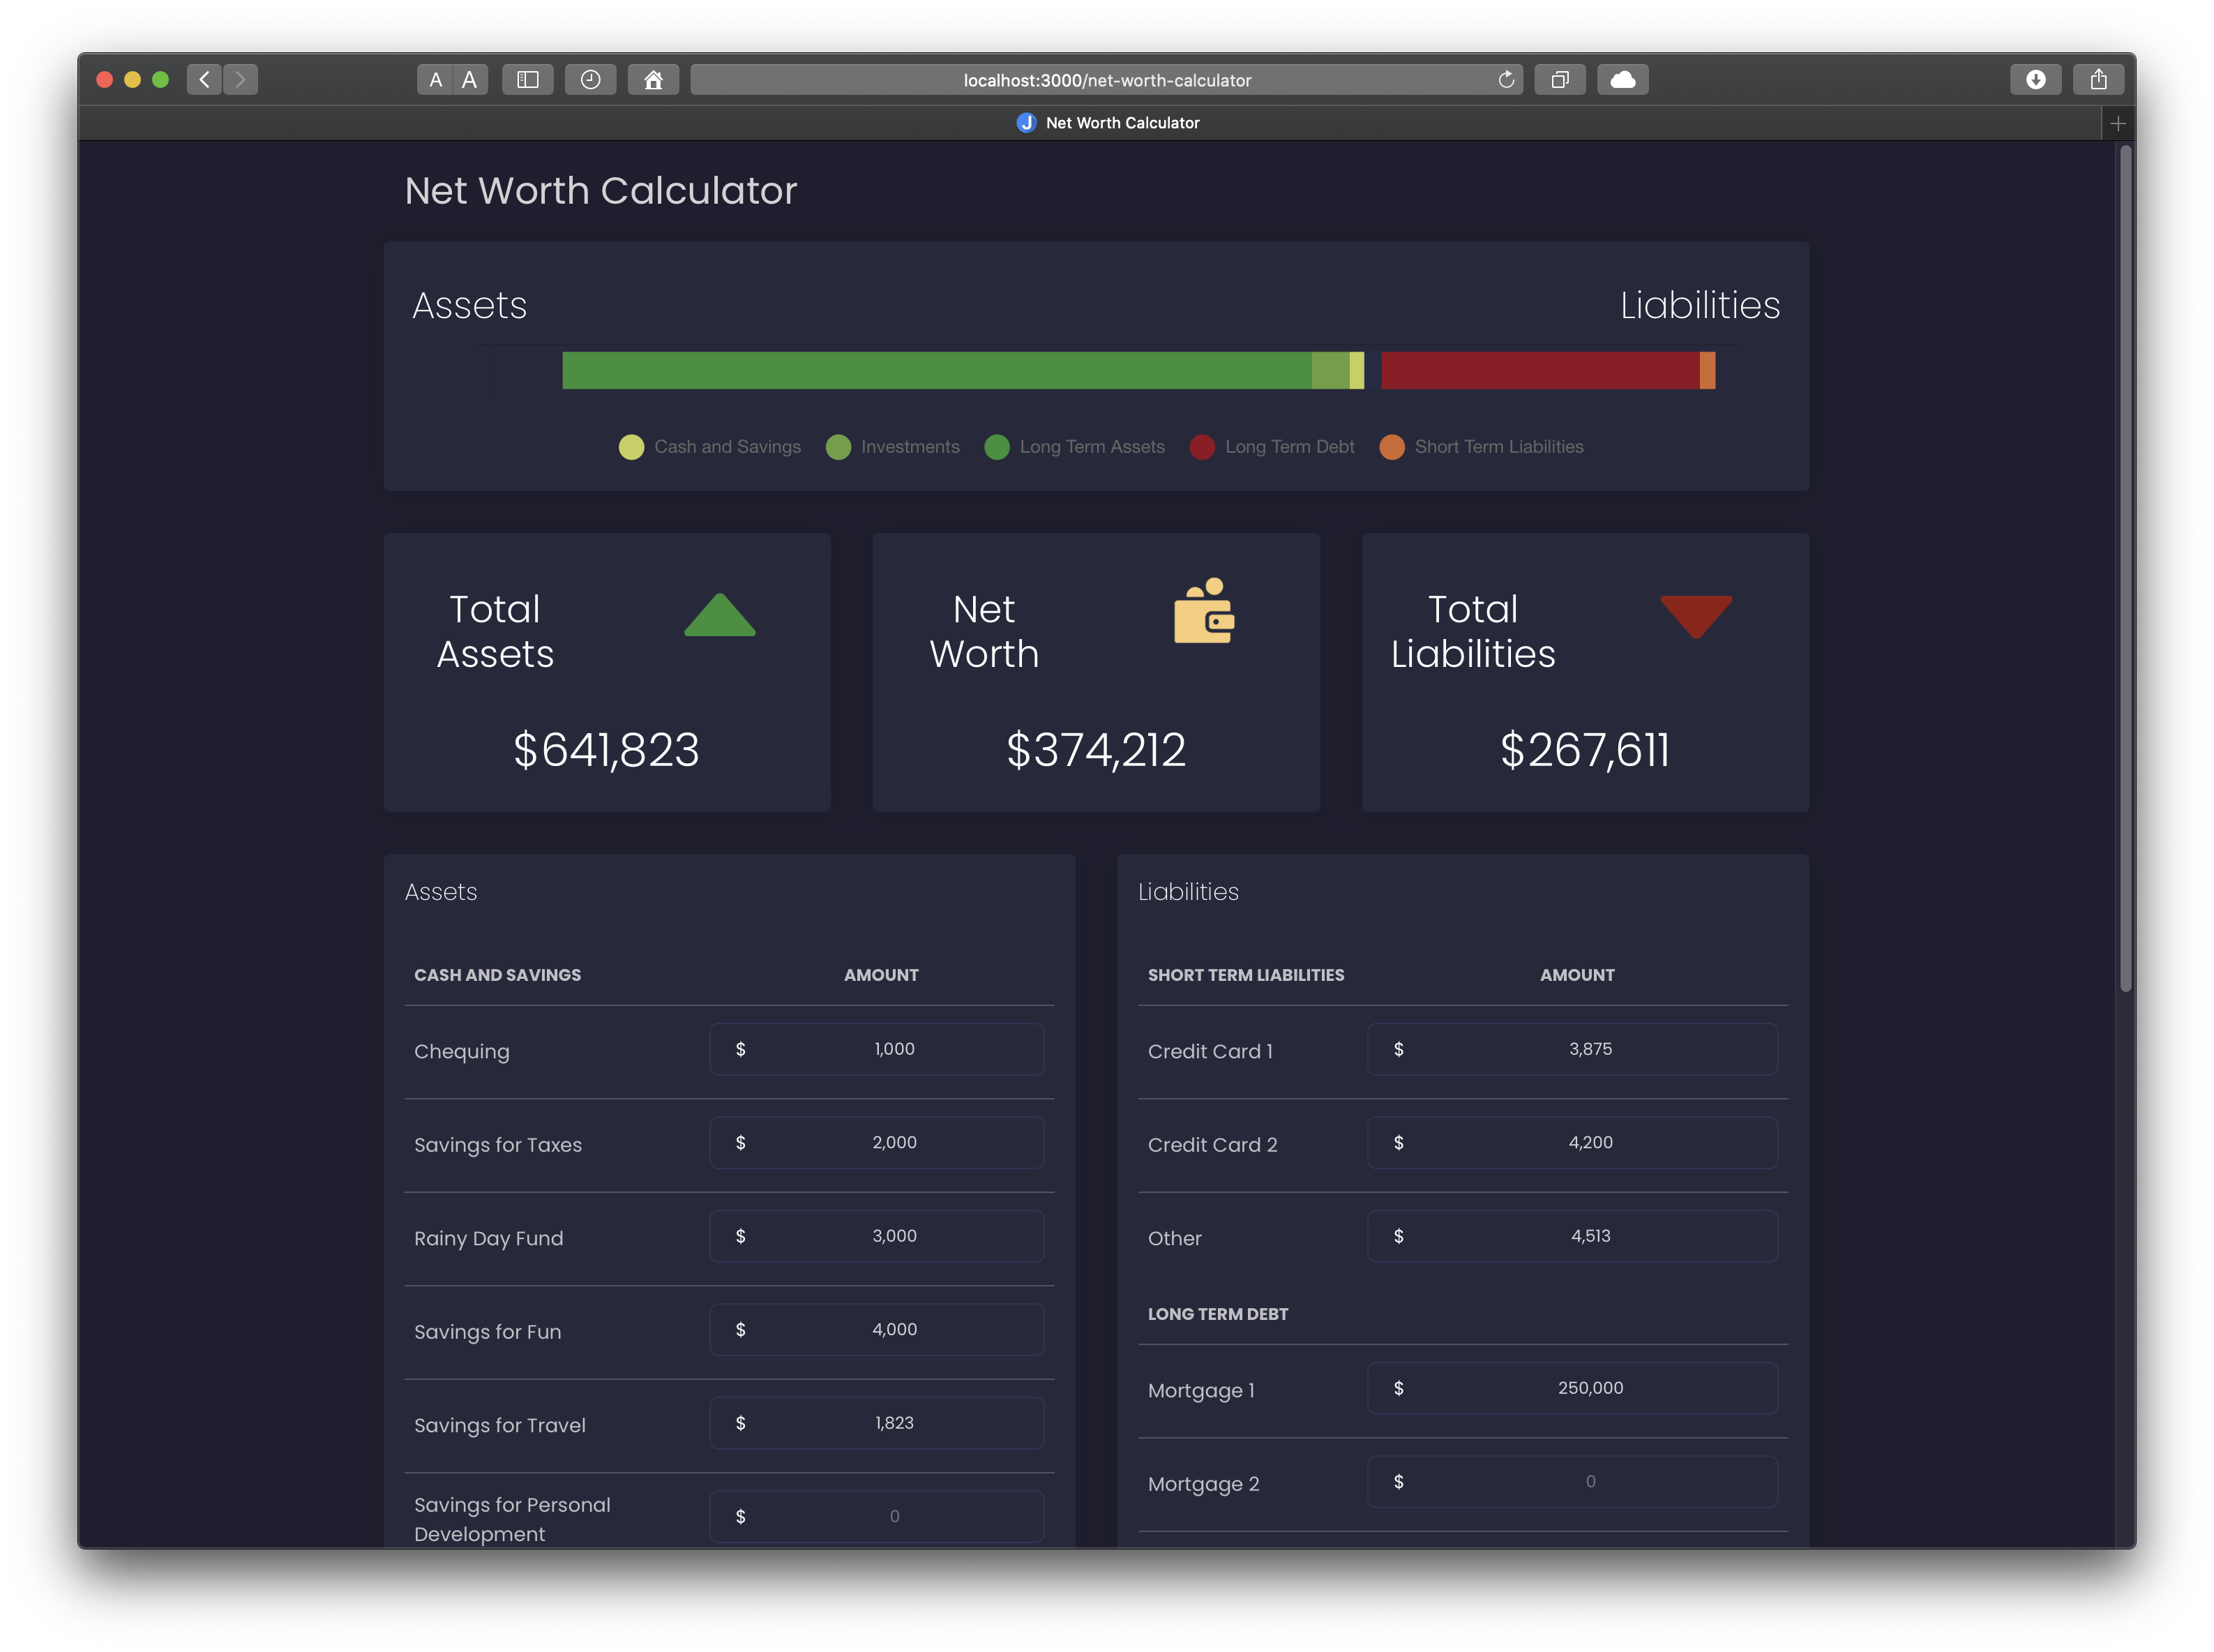 A A
localhost:3000/net-worth-calculator
J Net Worth Calculator
Net Worth Calculator
Assets
Liabilities
Cash and Savings
Investments
Long Term Assets
Long Term Debt
Short Term Liabilities
Total
Assets
$641,823
Net
Worth
$374,212
Total
Liabilities
$267,611
Assets
CASH AND SAVINGS AMOUNT
Chequing $ 1,000
Savings for Taxes $ 2,000
Rainy Day Fund $ 3,000
Savings for Fun $ 4,000
Savings for Travel $ 1,823
Savings for Personal
Development $ 0
Liabilities
SHORT TERM LIABILITIES AMOUNT
Credit Card 1 $ 3,875
Credit Card 2 $ 4,200
Other $ 4,513
LONG TERM DEBT
Mortgage 1 $ 250,000
Mortgage 2 $ 0